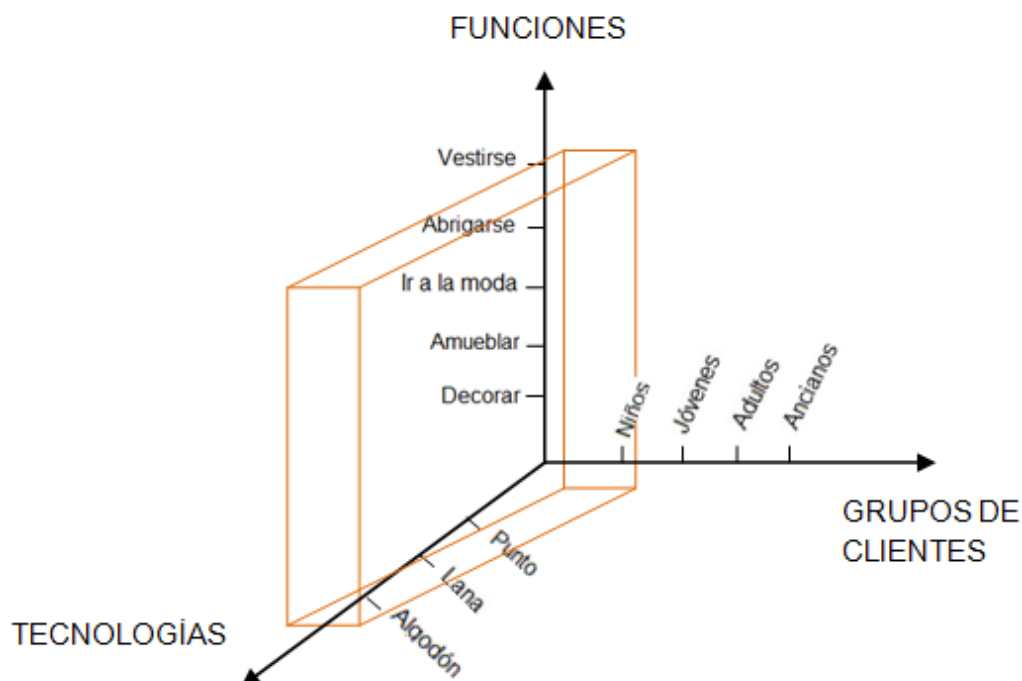 FUNCIONES
Vestirse
Abrigarse
Ir a la moda
Amueblar
Decorar
Niños
Jóvenes
Adultos
Ancianos
GRUPOS DE
CLIENTES
Punto
Lana
Algodón
TECNOLOGÍAS